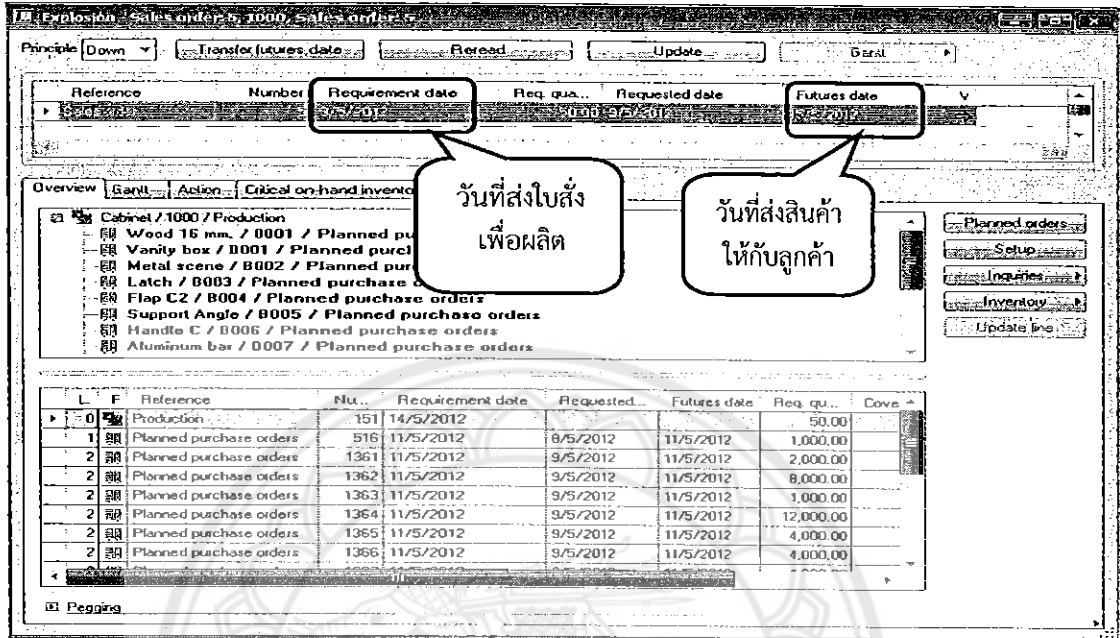 Explosion - Sales order: 5, 1000, Sales order: 5
Principle Down Transfer futures date Reread Update Gantt
Reference Number Requirement date Req. qua... Requested date Futures date
Overview Gantt Action Critical on-hand invento
วันที่ส่งใบสั่ง
เพื่อผลิต
วันที่ส่งสินค้า
ให้กับลูกค้า
Cabinet / 1000 / Production
Wood 16 mm. / 0001 / Planned pu
Vanity box / 0001 / Planned purcl
Metal scene / B002 / Planned pur
Latch / B003 / Planned purchase o
Flap C2 / B004 / Planned purchase orders
Support Angle / B005 / Planned purchase orders
Handle C / B006 / Planned purchase orders
Aluminum bar / 0007 / Planned purchase orders
Planned orders
Setup
Inquiries
Inventory
Update line
L. F Reference Nu... Requirement date Requested... Futures date Req. qu... Cove
0 Production 151 14/5/2012 50.00
1 Planned purchase orders 516 11/5/2012 8/5/2012 11/5/2012 1,000.00
2 Planned purchase orders 1361 11/5/2012 9/5/2012 11/5/2012 2,000.00
2 Planned purchase orders 1362 11/5/2012 9/5/2012 11/5/2012 8,000.00
2 Planned purchase orders 1363 11/5/2012 9/5/2012 11/5/2012 1,000.00
2 Planned purchase orders 1364 11/5/2012 9/5/2012 11/5/2012 12,000.00
2 Planned purchase orders 1365 11/5/2012 9/5/2012 11/5/2012 4,000.00
2 Planned purchase orders 1366 11/5/2012 9/5/2012 11/5/2012 4,000.00
Pegging